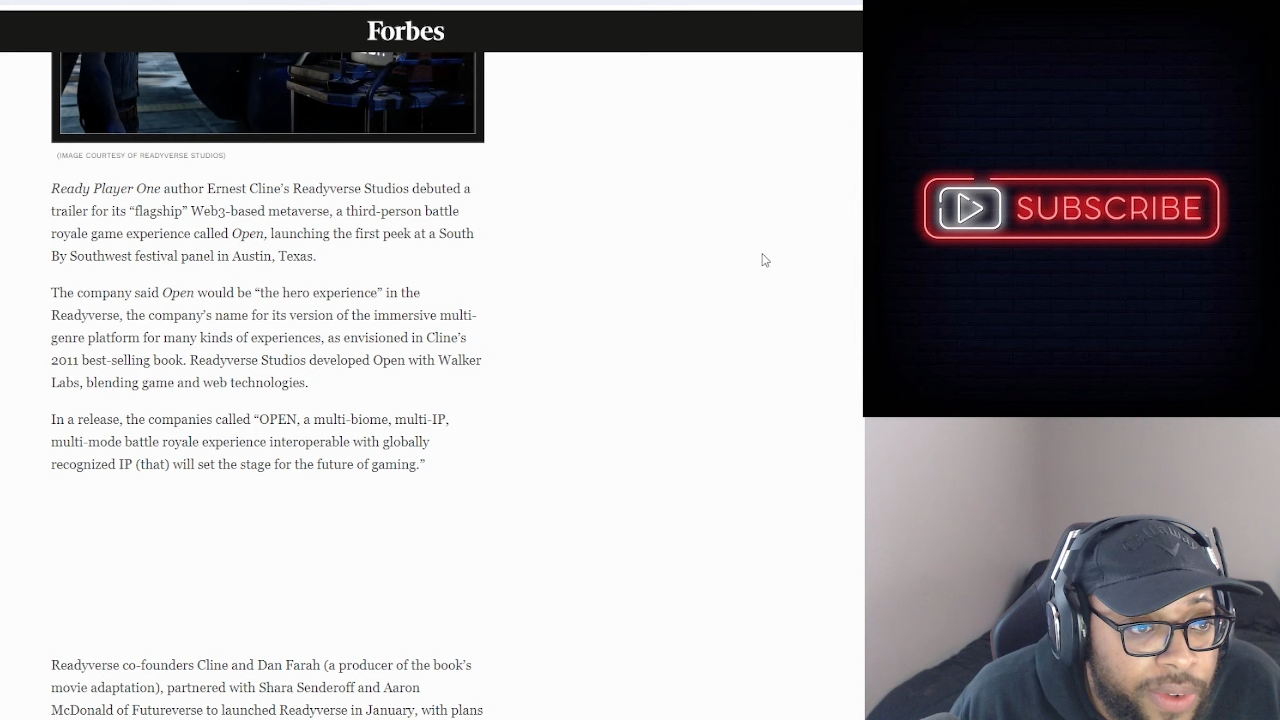 Forbes
(IMAGE COURTESY OF READYVERSE STUDIOS)
Ready Player One author Ernest Cline's Readyverse Studios debuted a
trailer for its “flagship” Web3-based metaverse, a third-person battle
royale game experience called Open, launching the first peek at a South
By Southwest festival panel in Austin, Texas.
The company said Open would be “the hero experience” in the
Readyverse, the company’s name for its version of the immersive multi-
genre platform for many kinds of experiences, as envisioned in Cline’s
2011 best-selling book. Readyverse Studios developed Open with Walker
Labs, blending game and web technologies.
In a release, the companies called “OPEN, a multi-biome, multi-IP,
multi-mode battle royale experience interoperable with globally
recognized IP (that) will set the stage for the future of gaming.”
Readyverse co-founders Cline and Dan Farah (a producer of the book’s
movie adaptation), partnered with Shara Senderoff and Aaron
McDonald of Futureverse to launched Readyverse in January, with plans
SUBSCRIBE